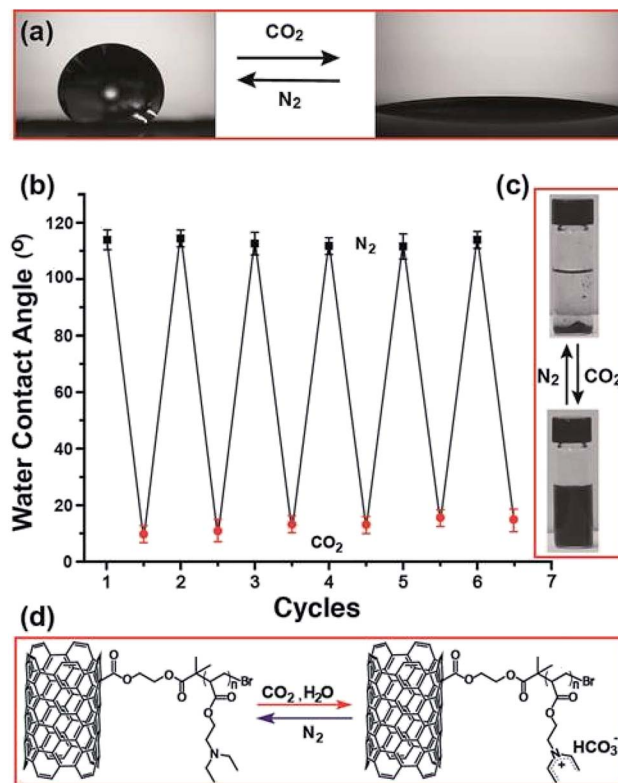 (a)
CO₂
N₂
(b)
Water Contact Angle (º)
120
100
80
60
40
20
0
N₂
CO₂
1 2 3 4 5 6 7
Cycles
(c)
N₂ CO₂
(d)
O O O O n Br
O
O
N
CO₂ ,H₂O
N₂
O O O O n Br
O
O
N
+
HCO₃⁻